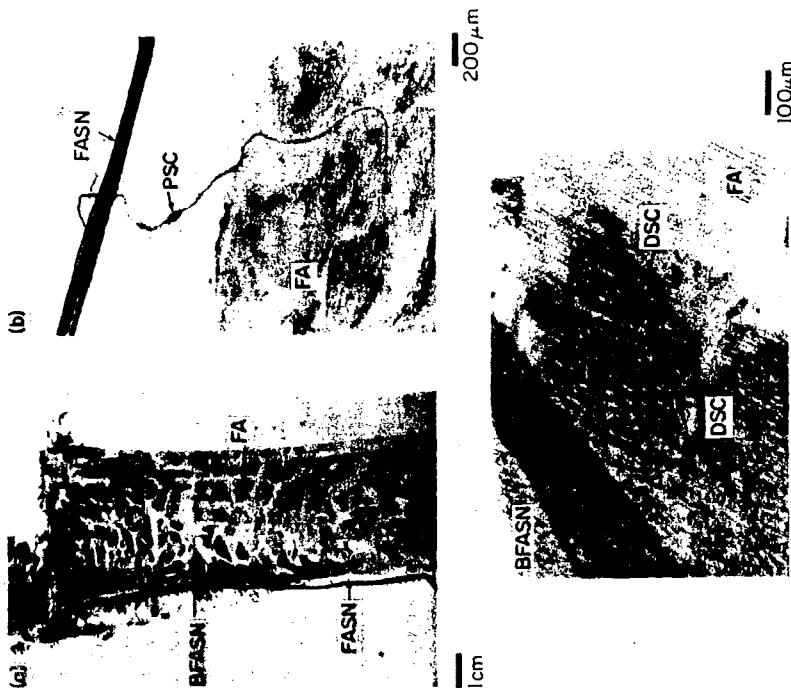 (a)
BFASN
FA
FASN
1cm
(b)
FASN
PSC
FA
200 μm
BFASN
DSC
DSC
FA
100μm